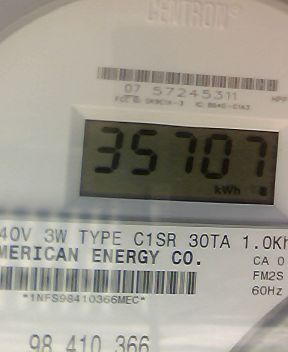 CENTRON®
07 57245311
35707
kWh
40V 3W TYPE C1SR 30TA 1.0Kh
MERICAN ENERGY CO.
CA 0
FM2S
*1NFS98410366MEC*
60Hz
98 410 366